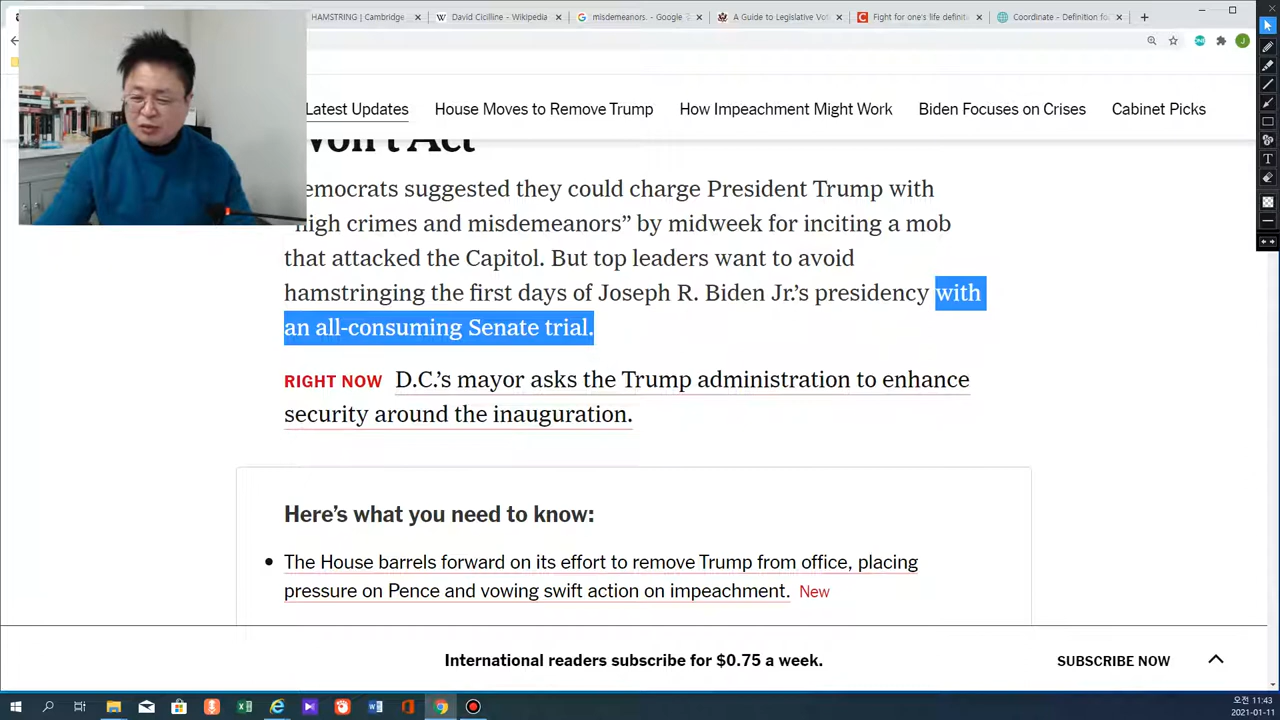 HAMSTRING | Cambridge
David Cicilline - Wikipedia
misdemeanors. - Google
A Guide to Legislative Vot
Fight for one's life definit
Coordinate - Definition fo
J
Latest Updates
House Moves to Remove Trump
How Impeachment Might Work
Biden Focuses on Crises
Cabinet Picks
Won't Act
emocrats suggested they could charge President Trump with
high crimes and misdemeanors” by midweek for inciting a mob
that attacked the Capitol. But top leaders want to avoid
hamstringing the first days of Joseph R. Biden Jr.’s presidency with
an all-consuming Senate trial.
RIGHT NOW D.C.’s mayor asks the Trump administration to enhance
security around the inauguration.
Here’s what you need to know:
The House barrels forward on its effort to remove Trump from office, placing
pressure on Pence and vowing swift action on impeachment. New
International readers subscribe for $0.75 a week.
SUBSCRIBE NOW
오전 11:43
2021-01-11